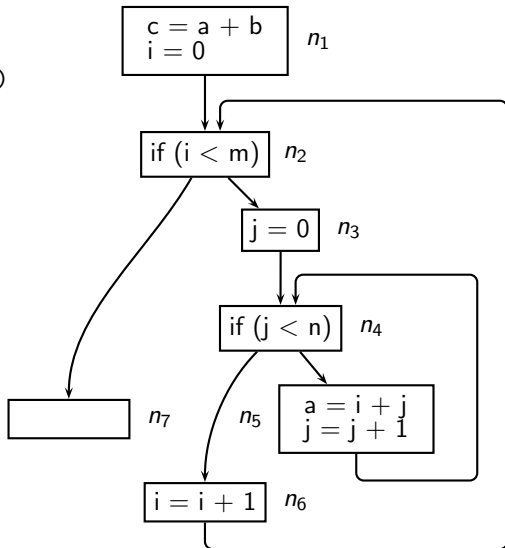 )
c = a + b
i = 0
n1
if (i < m)
n2
j = 0
n3
if (j < n)
n4
n7
n5
a = i + j
j = j + 1
i = i + 1
n6